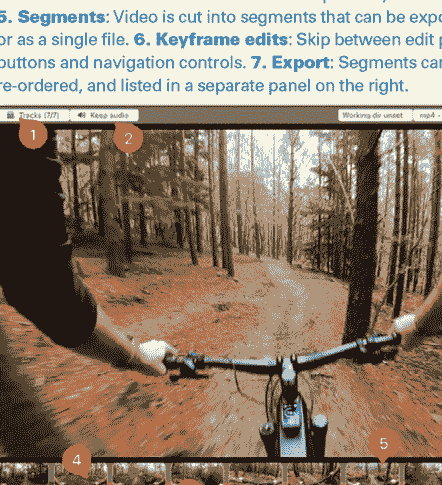 5. Segments: Video is cut into segments that can be expo
or as a single file. 6. Keyframe edits: Skip between edit p
buttons and navigation controls. 7. Export: Segments can
re-ordered, and listed in a separate panel on the right.
Tracks (7/7) Keep audio Working dir unset mp4 -
1 2
4 5